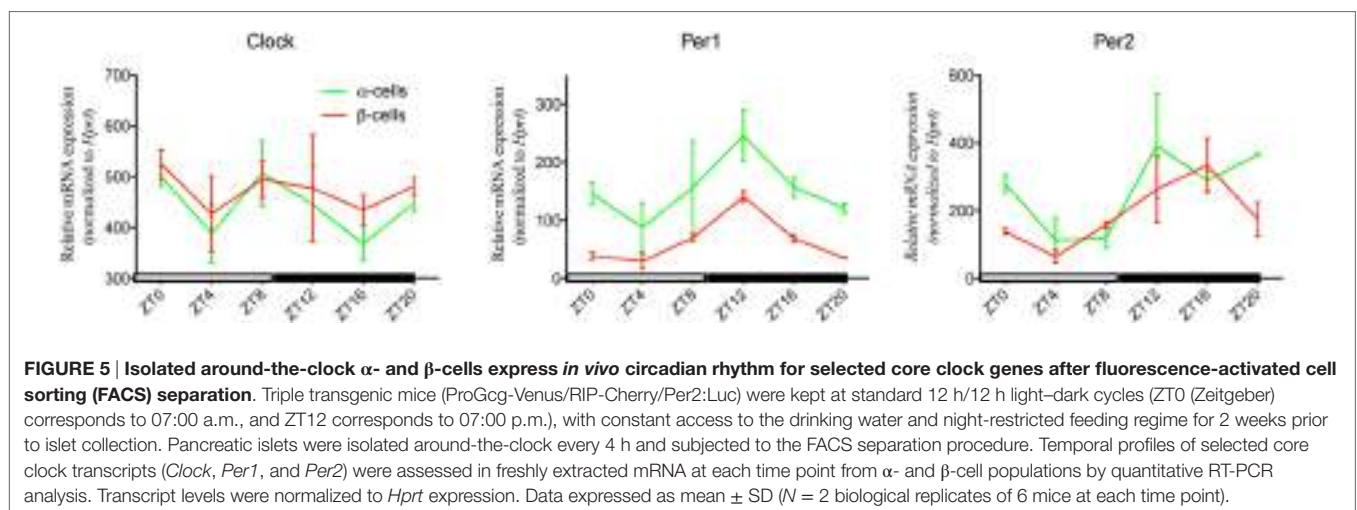 Clock
Per1
Per2
Relative mRNA expression
(normalized to Hprt)
700
600
500
400
300
α-cells
β-cells
ZT0
ZT4
ZT8
ZT12
ZT16
ZT20
Relative mRNA expression
(normalized to Hprt)
300
200
100
0
ZT0
ZT4
ZT8
ZT12
ZT16
ZT20
Relative mRNA expression
(normalized to Hprt)
600
400
200
0
ZT0
ZT4
ZT8
ZT12
ZT16
ZT20
FIGURE 5 | Isolated around-the-clock α- and β-cells express in vivo circadian rhythm for selected core clock genes after fluorescence-activated cell
sorting (FACS) separation. Triple transgenic mice (ProGcg-Venus/RIP-Cherry/Per2:Luc) were kept at standard 12 h/12 h light–dark cycles (ZT0 (Zeitgeber)
corresponds to 07:00 a.m., and ZT12 corresponds to 07:00 p.m.), with constant access to the drinking water and night-restricted feeding regime for 2 weeks prior
to islet collection. Pancreatic islets were isolated around-the-clock every 4 h and subjected to the FACS separation procedure. Temporal profiles of selected core
clock transcripts (Clock, Per1, and Per2) were assessed in freshly extracted mRNA at each time point from α- and β-cell populations by quantitative RT-PCR
analysis. Transcript levels were normalized to Hprt expression. Data expressed as mean ± SD (N = 2 biological replicates of 6 mice at each time point).